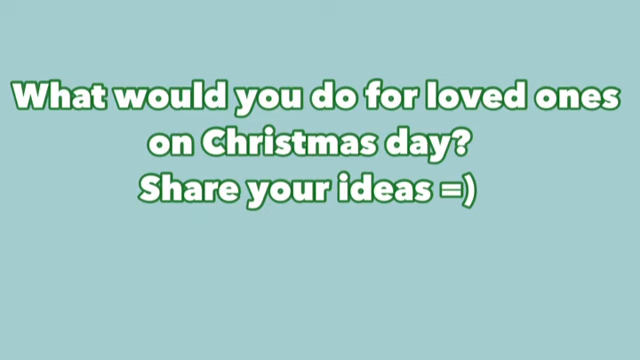 What would you do for loved ones
on Christmas day?
Share your ideas =)